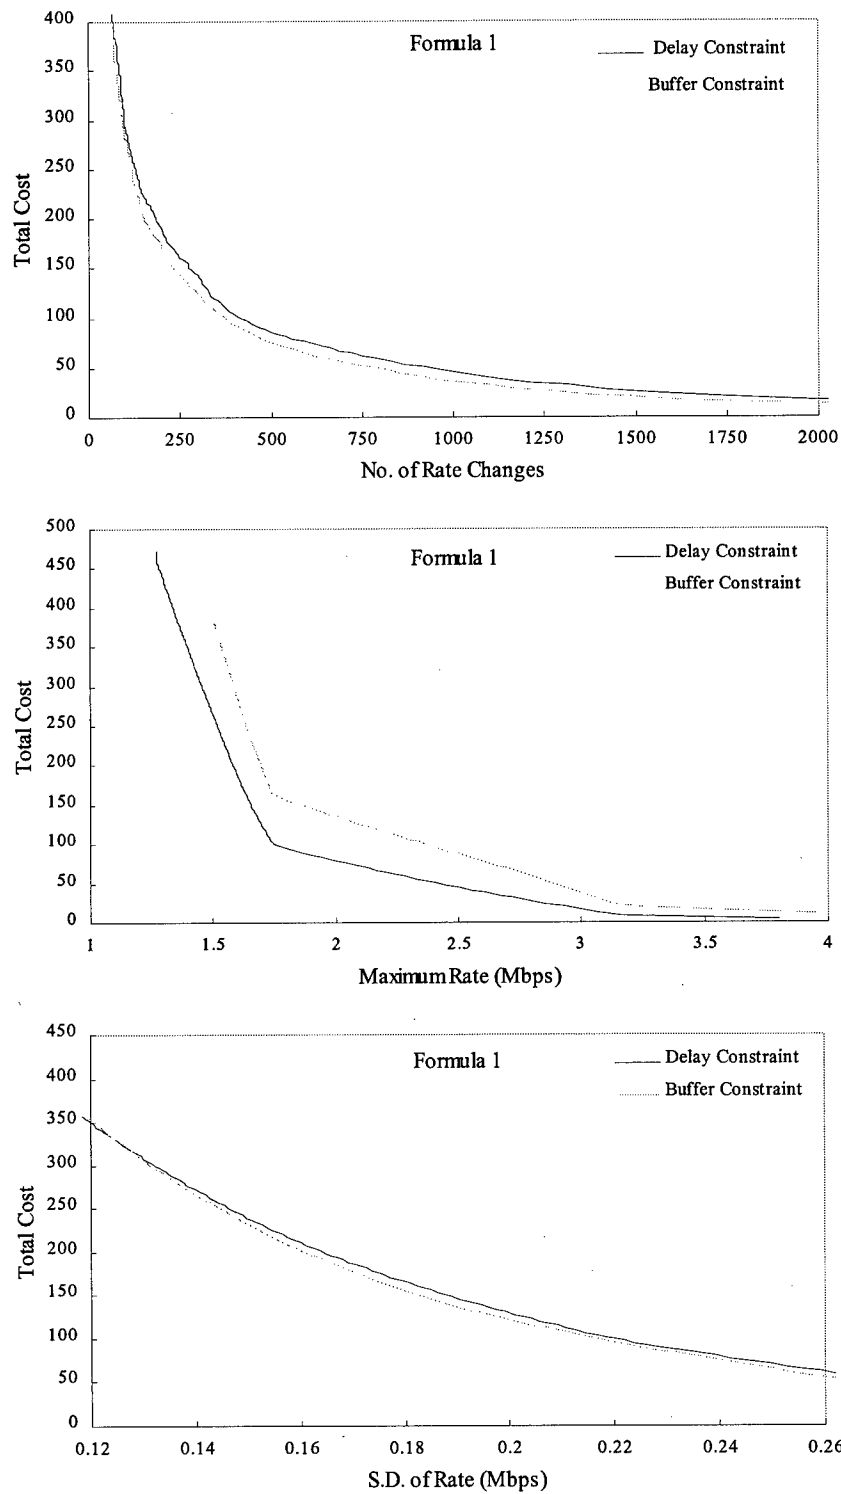 400
350
300
250
200
150
100
50
0
Total Cost
Formula 1
Delay Constraint
Buffer Constraint
0 250 500 750 1000 1250 1500 1750 2000
No. of Rate Changes
500
450
400
350
300
250
200
150
100
50
0
Total Cost
Formula 1
Delay Constraint
Buffer Constraint
1 1.5 2 2.5 3 3.5 4
Maximum Rate (Mbps)
450
400
350
300
250
200
150
100
50
0
Total Cost
Formula 1
Delay Constraint
Buffer Constraint
0.12 0.14 0.16 0.18 0.2 0.22 0.24 0.26
S.D. of Rate (Mbps)